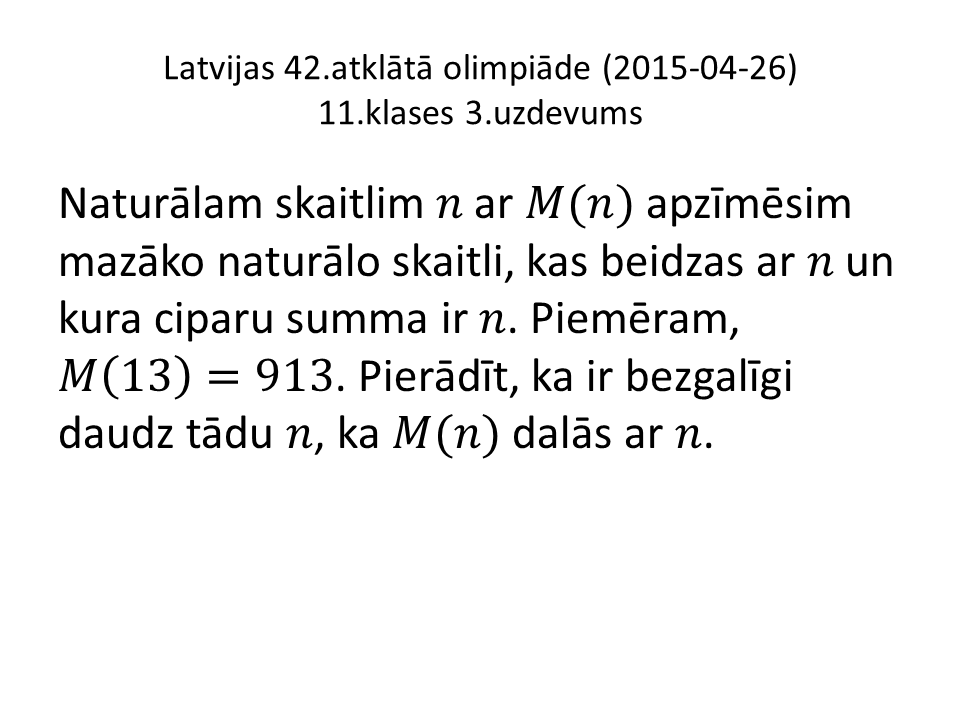 Latvijas 42.atklātā olimpiāde (2015-04-26)
11.klases 3.uzdevums
Naturālam skaitlim 𝑛 ar 𝑀(𝑛) apzīmēsim
mazāko naturālo skaitli, kas beidzas ar 𝑛 un
kura ciparu summa ir 𝑛. Piemēram,
𝑀(13) = 913. Pierādīt, ka ir bezgalīgi
daudz tādu 𝑛, ka 𝑀(𝑛) dalās ar 𝑛.